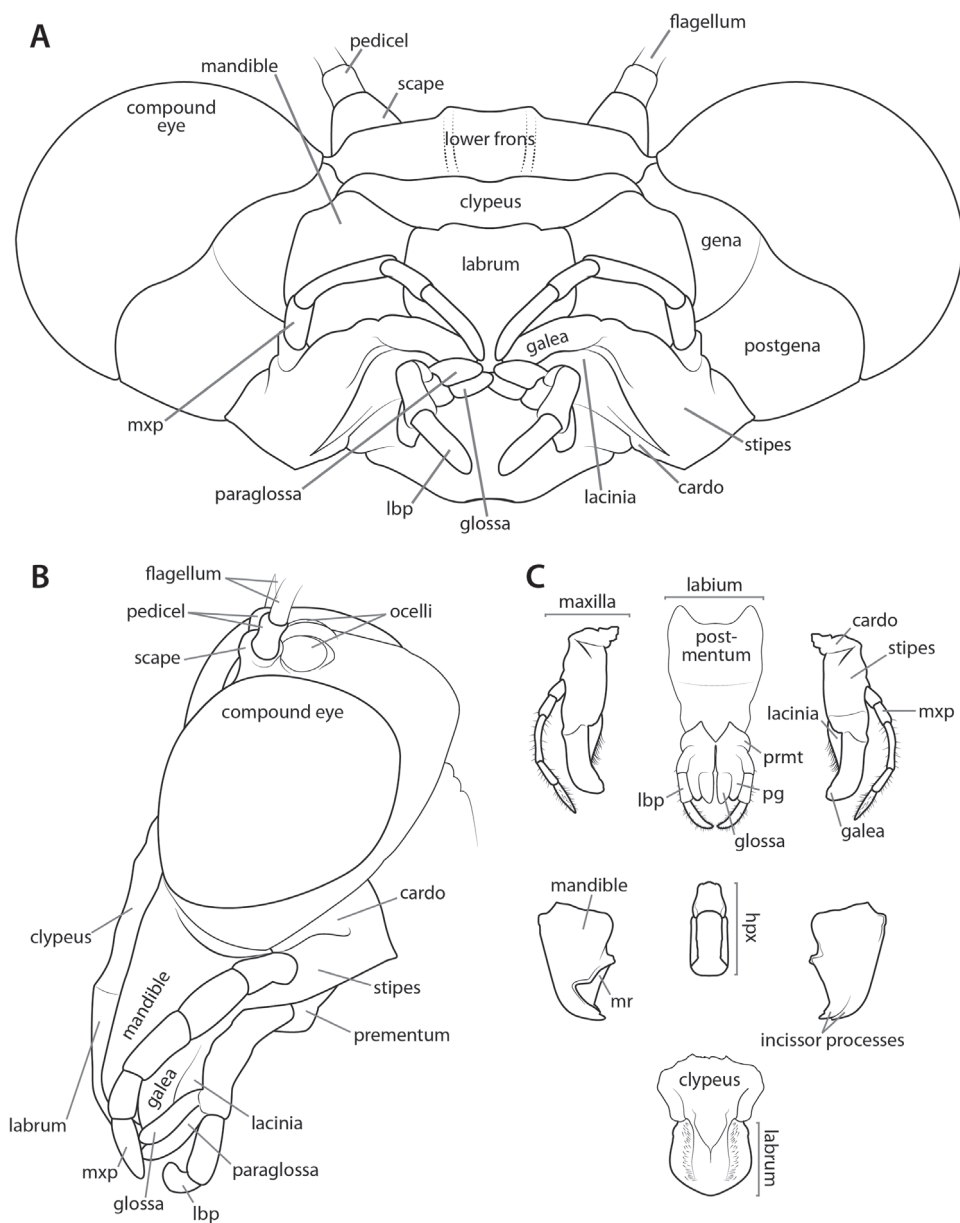 A
pedicel
flagellum
mandible
scape
compound
eye
lower frons
clypeus
gena
labrum
galea
postgena
mxp
stipes
paraglossa
lbp
glossa
lacinia
cardo
B
flagellum
pedicel
ocelli
scape
compound eye
cardo
clypeus
mandible
stipes
prementum
galea
labrum
lacinia
mxp
paraglossa
glossa
lbp
C
labium
maxilla
post-
mentum
cardo
stipes
lacinia
mxp
prmt
lbp
pg
glossa
galea
mandible
hpx
mr
incissor processes
clypeus
labrum